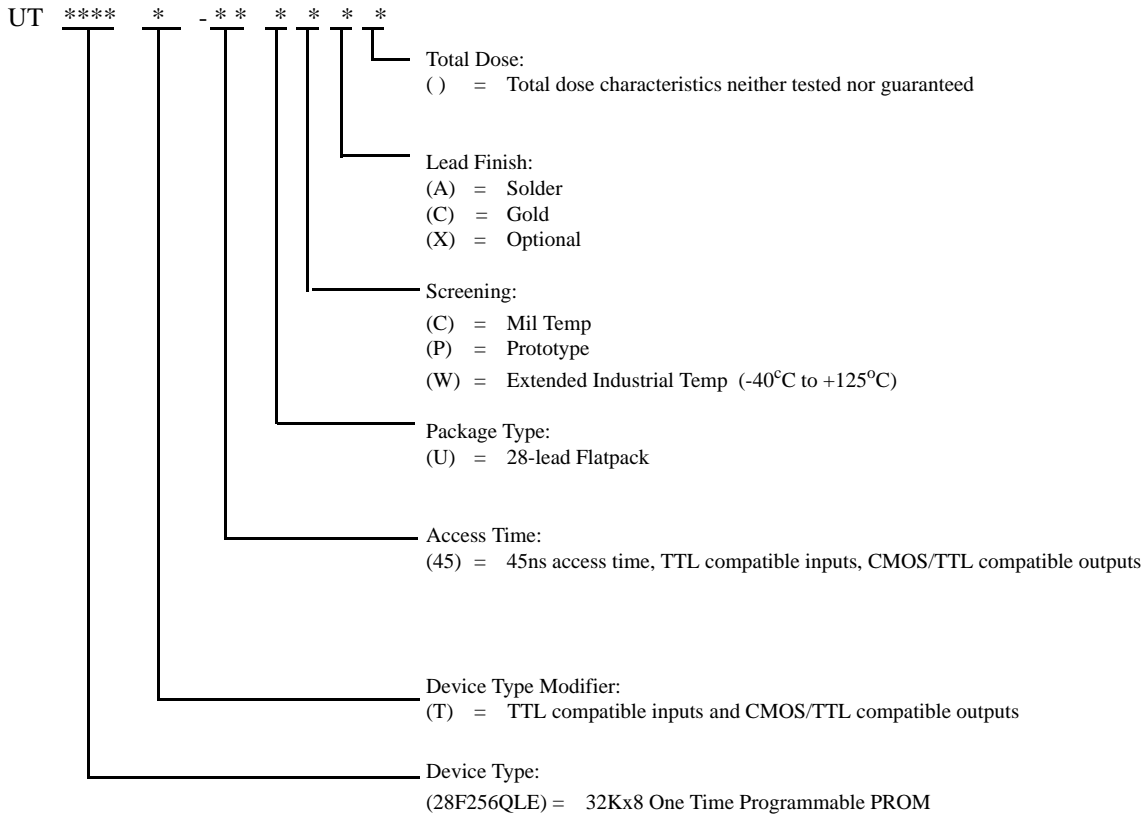 UT **** * - * * * * * *
Total Dose:
( ) = Total dose characteristics neither tested nor guaranteed
Lead Finish:
(A) = Solder
(C) = Gold
(X) = Optional
Screening:
(C) = Mil Temp
(P) = Prototype
(W) = Extended Industrial Temp (-40ᶜC to +125ᴼC)
Package Type:
(U) = 28-lead Flatpack
Access Time:
(45) = 45ns access time, TTL compatible inputs, CMOS/TTL compatible outputs
Device Type Modifier:
(T) = TTL compatible inputs and CMOS/TTL compatible outputs
Device Type:
(28F256QLE) = 32Kx8 One Time Programmable PROM